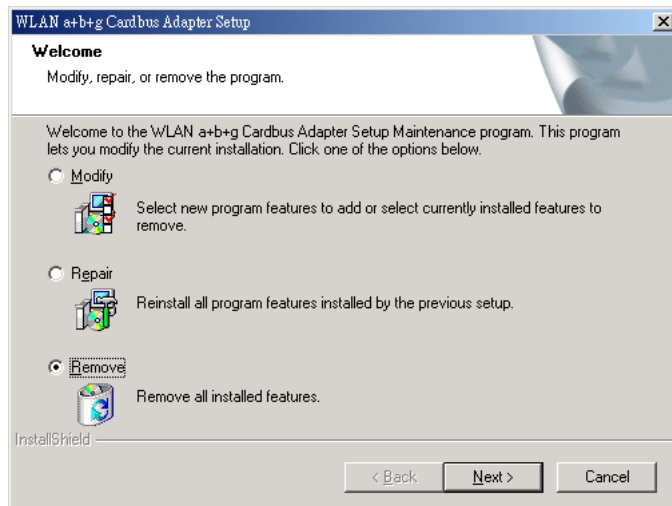 WLAN a+b+g Cardbus Adapter Setup
Welcome
Modify, repair, or remove the program.
Welcome to the WLAN a+b+g Cardbus Adapter Setup Maintenance program. This program
lets you modify the current installation. Click one of the options below.
Modify
Select new program features to add or select currently installed features to
remove.
Repair
Reinstall all program features installed by the previous setup.
Remove
Remove all installed features.
InstallShield
< Back
Next >
Cancel